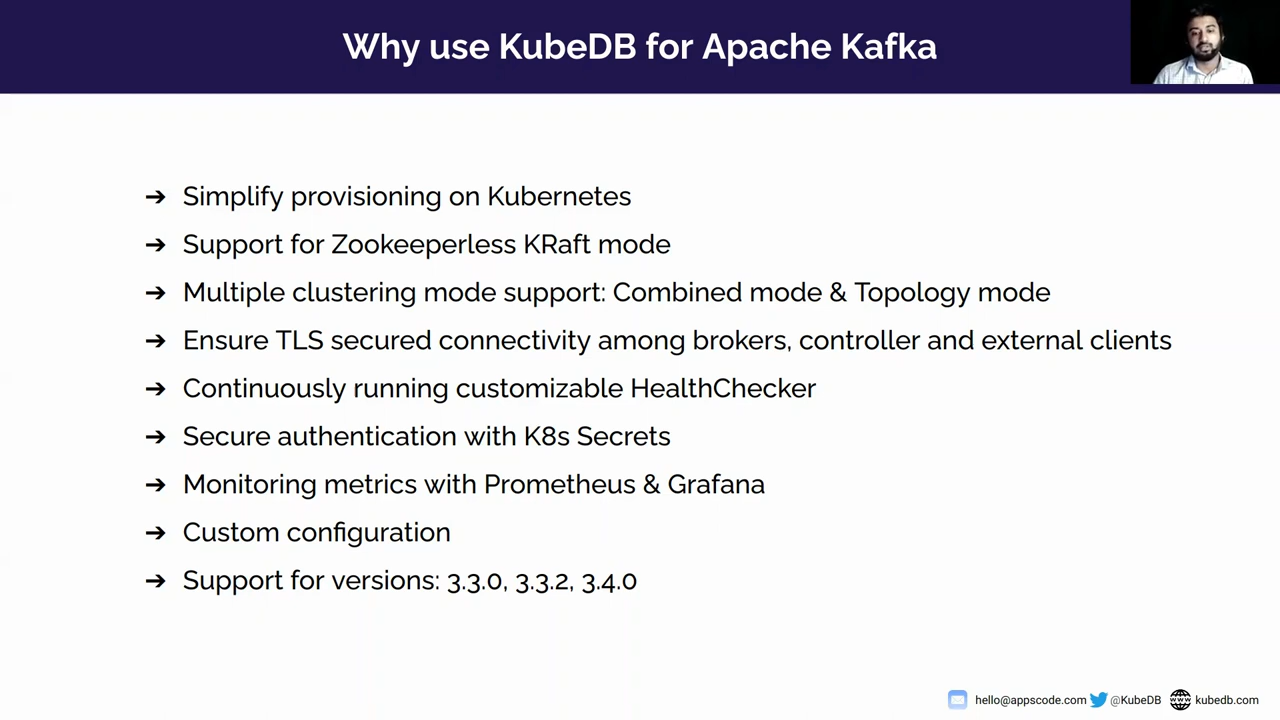 Why use KubeDB for Apache Kafka
➔ Simplify provisioning on Kubernetes
➔ Support for Zookeeperless KRaft mode
➔ Multiple clustering mode support: Combined mode & Topology mode
➔ Ensure TLS secured connectivity among brokers, controller and external clients
➔ Continuously running customizable HealthChecker
➔ Secure authentication with K8s Secrets
➔ Monitoring metrics with Prometheus & Grafana
➔ Custom configuration
➔ Support for versions: 3.3.0, 3.3.2, 3.4.0
hello@appscode.com @KubeDB www kubedb.com